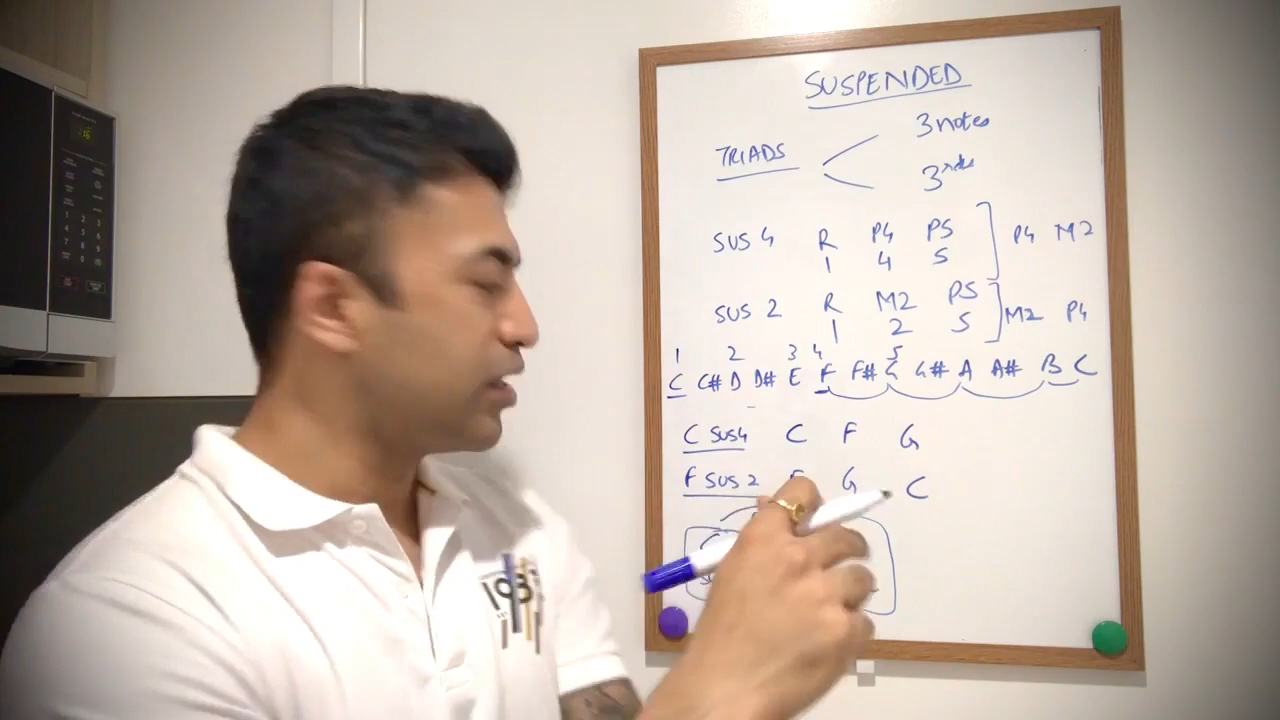 SUSPENDED
3 notes
TRIADS
3rds
SUS 4 R P4 P5 P4 M2
1 4 5
SUS 2 R M2 P5 M2 P4
1 2 5
1 2 3 4 5
C C# D D# E F F# G G# A A# B C
C SUS4 C F G
F SUS 2 F G C
198